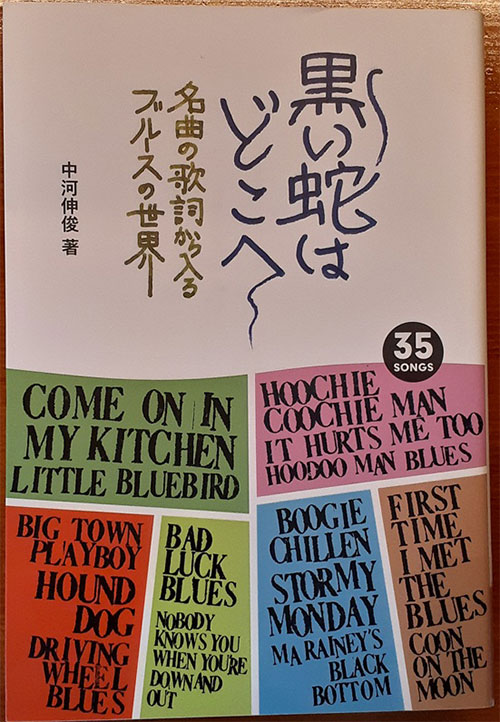 黒い蛇は
どこへ〜
名曲の歌詞から入る
ブルースの世界
中河伸俊 著
35
SONGS
COME ON IN
MY KITCHEN
LITTLE BLUEBIRD
HOOCHIE
COOCHIE MAN
IT HURTS ME TOO
HOODOO MAN BLUES
BIG TOWN
PLAYBOY
HOUND
DOG
DRIVING
WHEEL
BLUES
BAD
LUCK
BLUES
NOBODY
KNOWS YOU
WHEN YOU'RE
DOWN AND
OUT
BOOGIE
CHILLEN
STORMY
MONDAY
MA RAINEY'S
BLACK
BOTTOM
FIRST
TIME
I MET
THE
BLUES
COON
ON THE
MOON